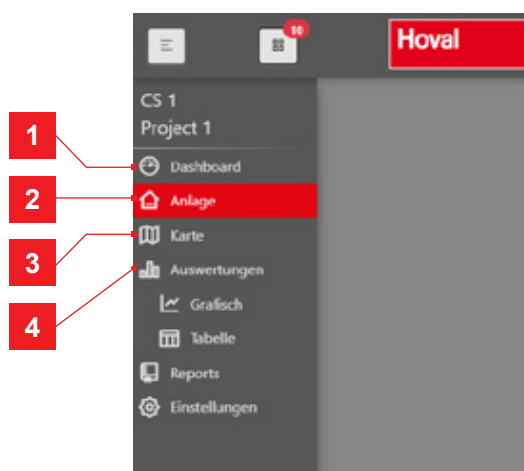 10
Hoval
CS 1
Project 1
1
Dashboard
2
Anlage
3
Karte
4
Auswertungen
Grafisch
Tabelle
Reports
Einstellungen